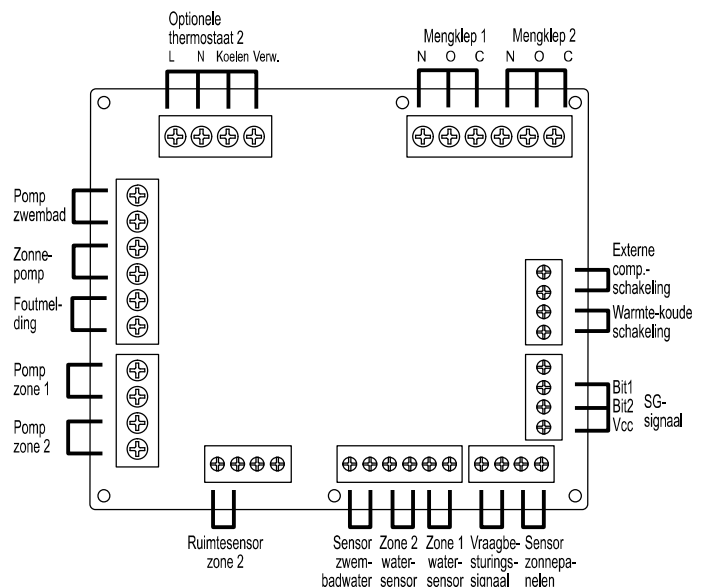 Optionele
thermostaat 2
L N Koelen Verw.
Mengklep 1
N O C
Mengklep 2
N O C
Pomp
zwembad
Zonne-
pomp
Foutmel-
ding
Pomp
zone 1
Pomp
zone 2
Externe
comp.-
schakeling
Warmte-koude
schakeling
Bit1
Bit2
Vcc
SG-
signaal
Ruimtesensor
zone 2
Sensor
zwem-
badwater
Zone 2
water-
sensor
Zone 1
water-
sensor
Vraagbe-
sturings-
signaal
Sensor
zonnepa-
nelen